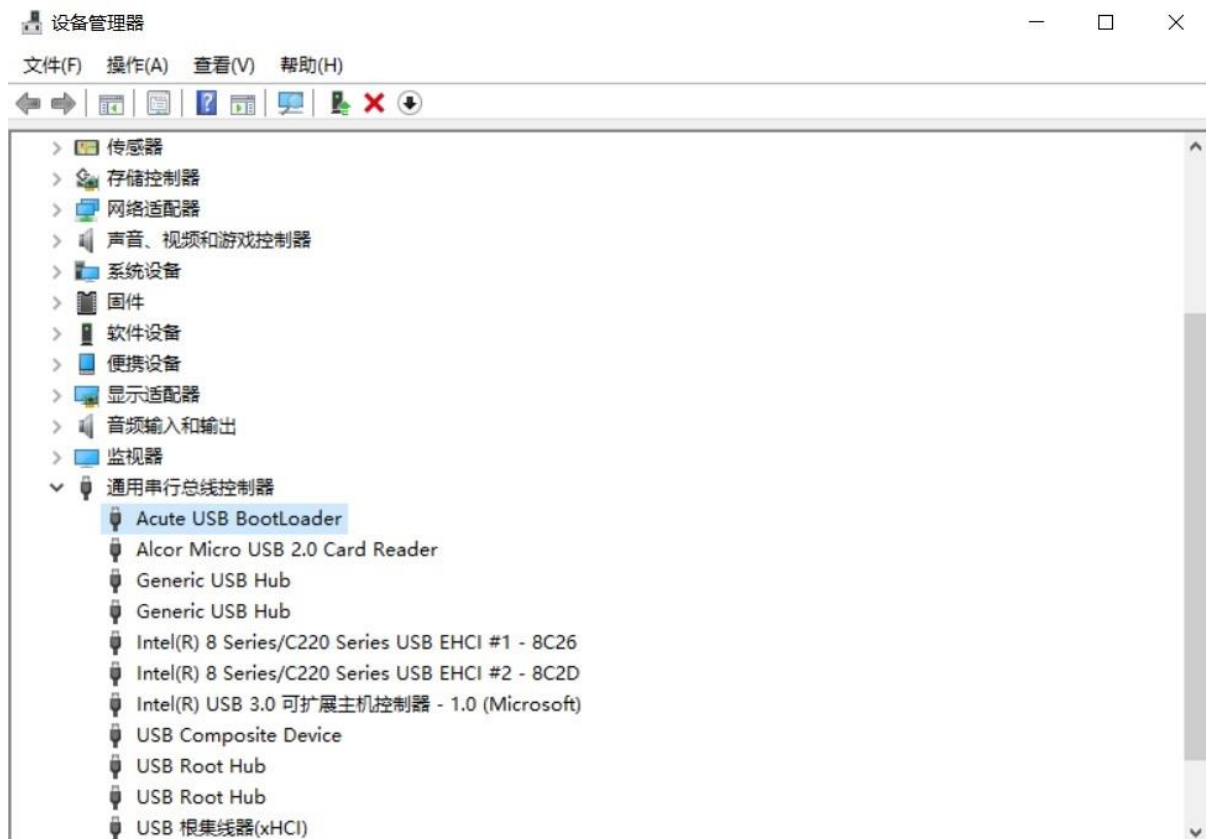 设备管理器
文件(F) 操作(A) 查看(V) 帮助(H)
传感器
存储控制器
网络适配器
声音、视频和游戏控制器
系统设备
固件
软件设备
便携设备
显示适配器
音频输入和输出
监视器
通用串行总线控制器
Acute USB BootLoader
Alcor Micro USB 2.0 Card Reader
Generic USB Hub
Generic USB Hub
Intel(R) 8 Series/C220 Series USB EHCI #1 - 8C26
Intel(R) 8 Series/C220 Series USB EHCI #2 - 8C2D
Intel(R) USB 3.0 可扩展主机控制器 - 1.0 (Microsoft)
USB Composite Device
USB Root Hub
USB Root Hub
USB 根集线器(xHCI)